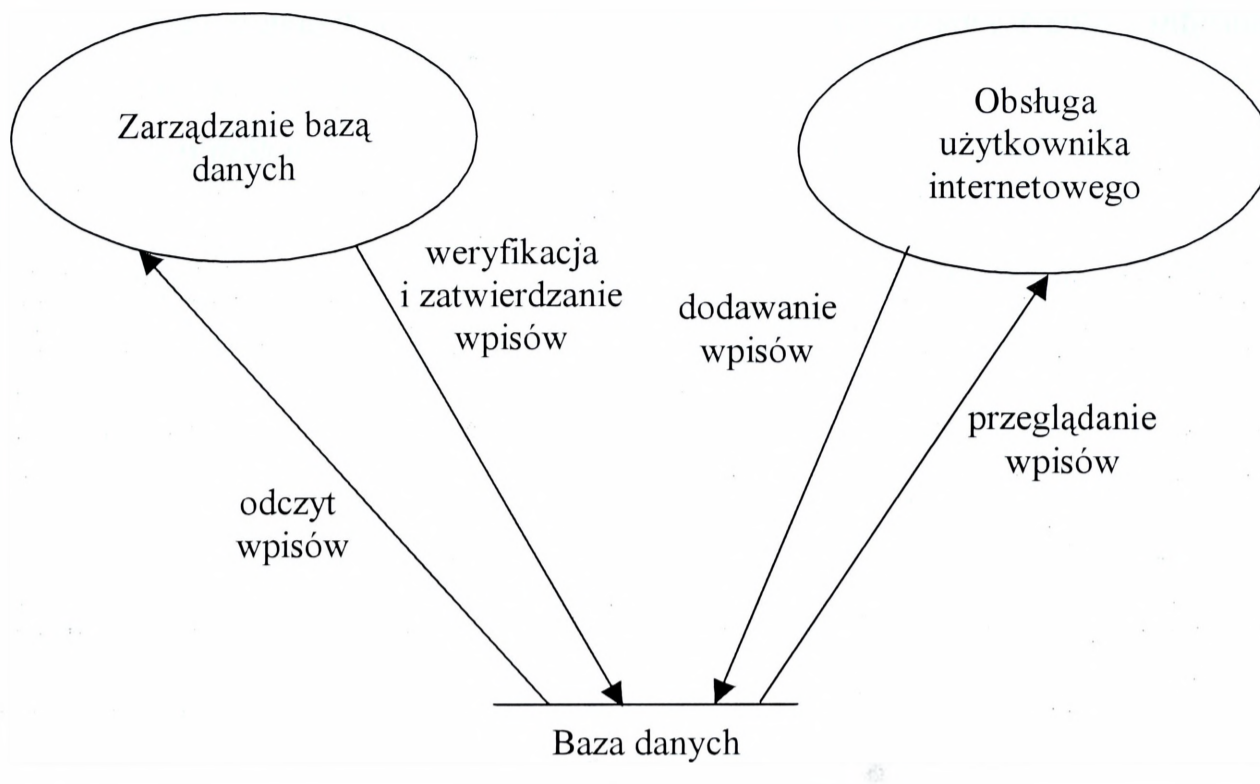 Zarządzanie bazą
danych
Obsługa
użytkownika
internetowego
weryfikacja
i zatwierdzanie
wpisów
dodawanie
wpisów
przeglądanie
wpisów
odczyt
wpisów
Baza danych